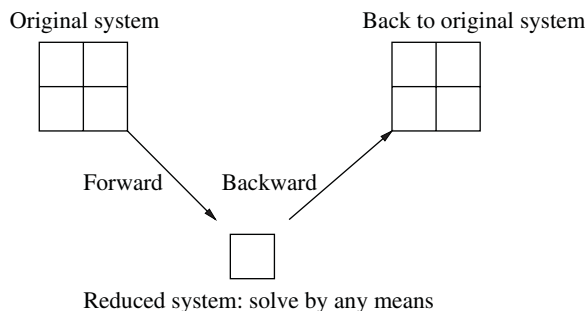 Original system
Back to original system
Forward
Backward
Reduced system: solve by any means